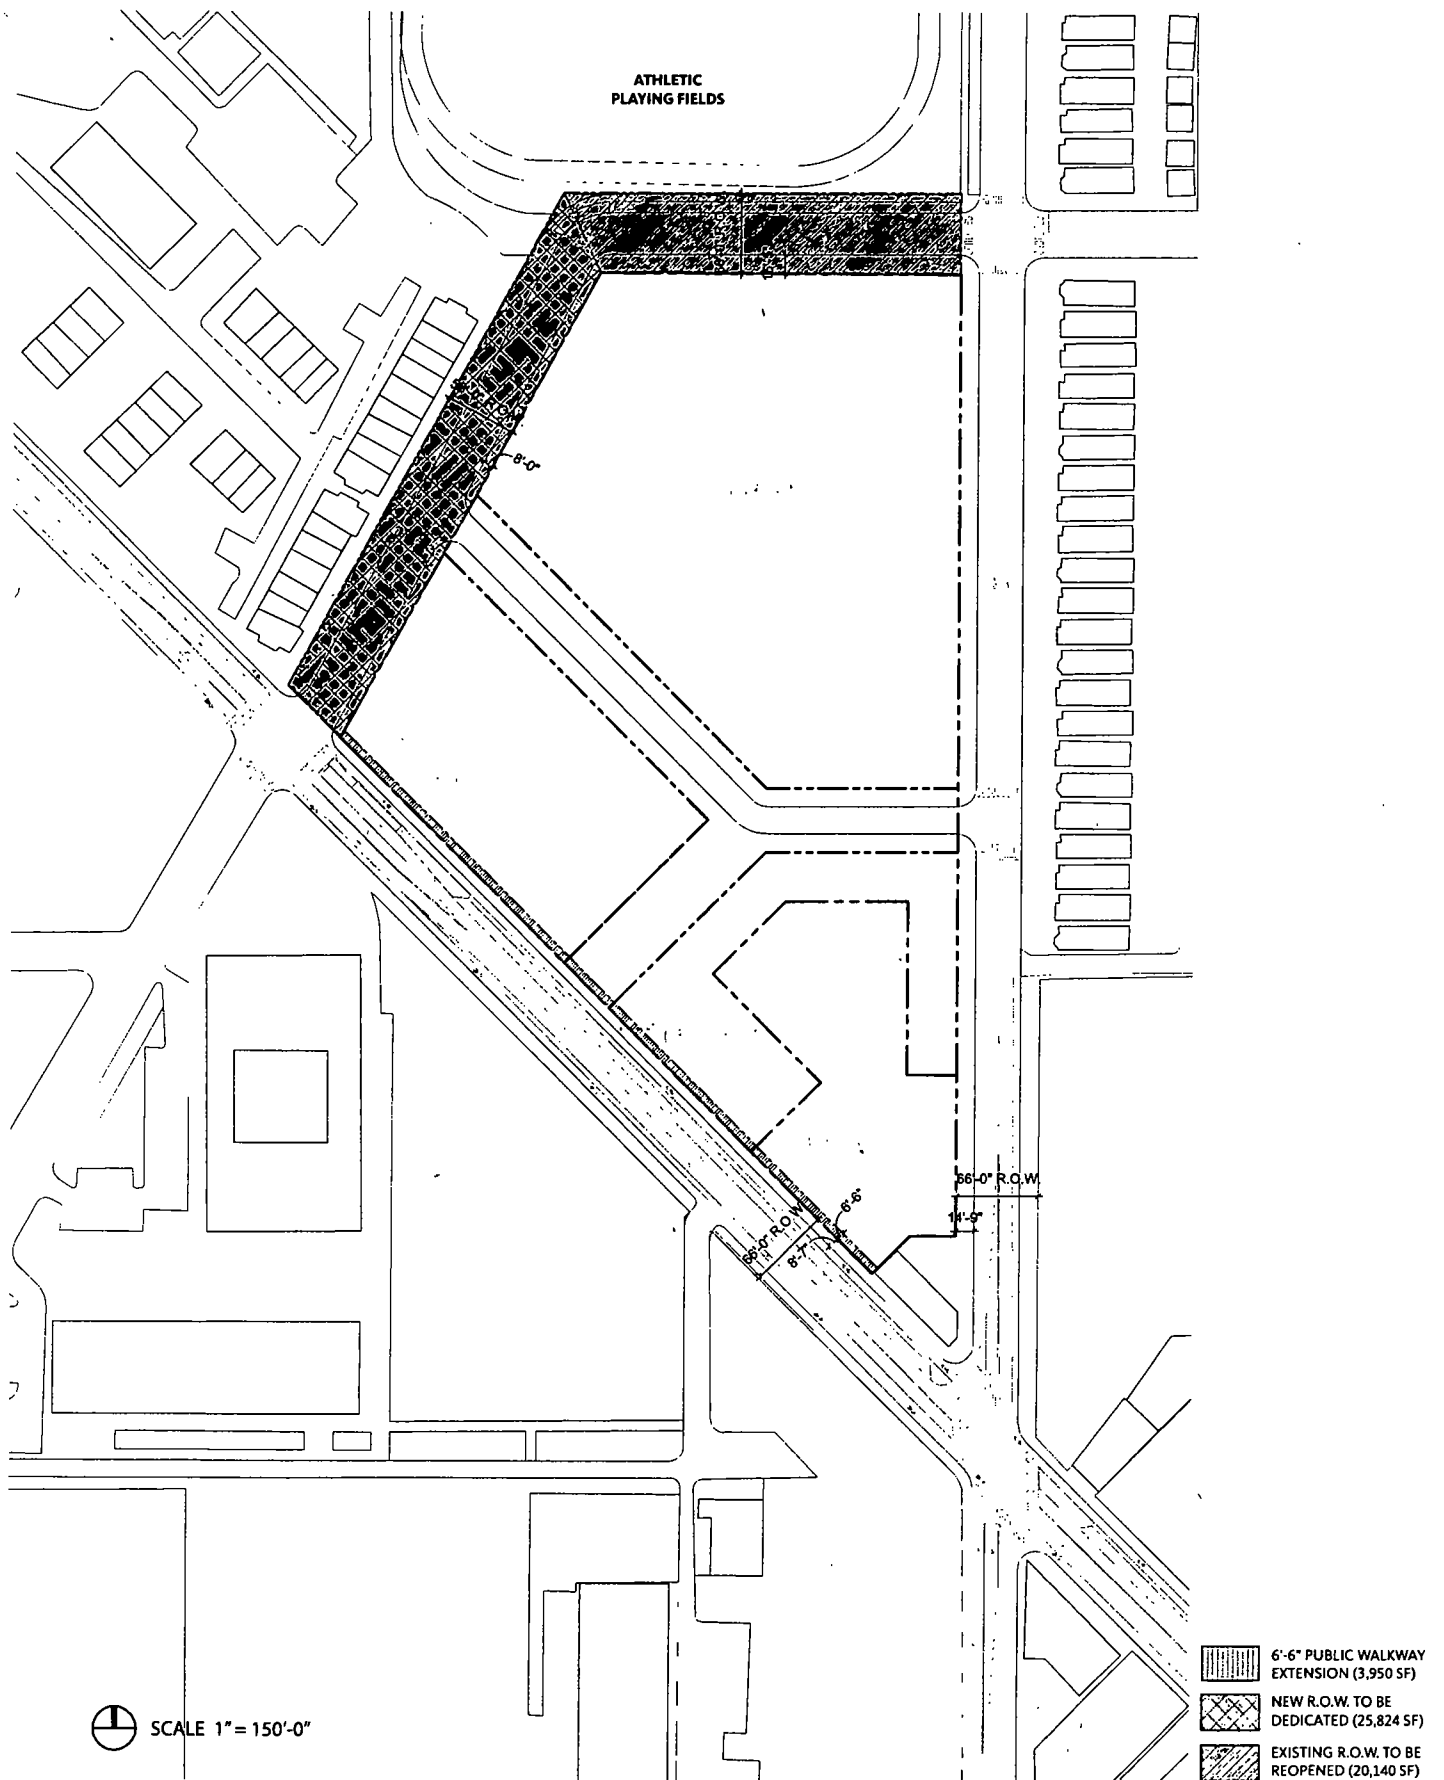 ATHLETIC
PLAYING FIELDS
8'-0"
66'-0" R.O.W.
14'-9"
6'-6"
66'-0" R.O.W.
8'-7"
SCALE 1" = 150'-0"
6'-6" PUBLIC WALKWAY
EXTENSION (3,950 SF)
NEW R.O.W. TO BE
DEDICATED (25,824 SF)
EXISTING R.O.W. TO BE
REOPENED (20,140 SF)